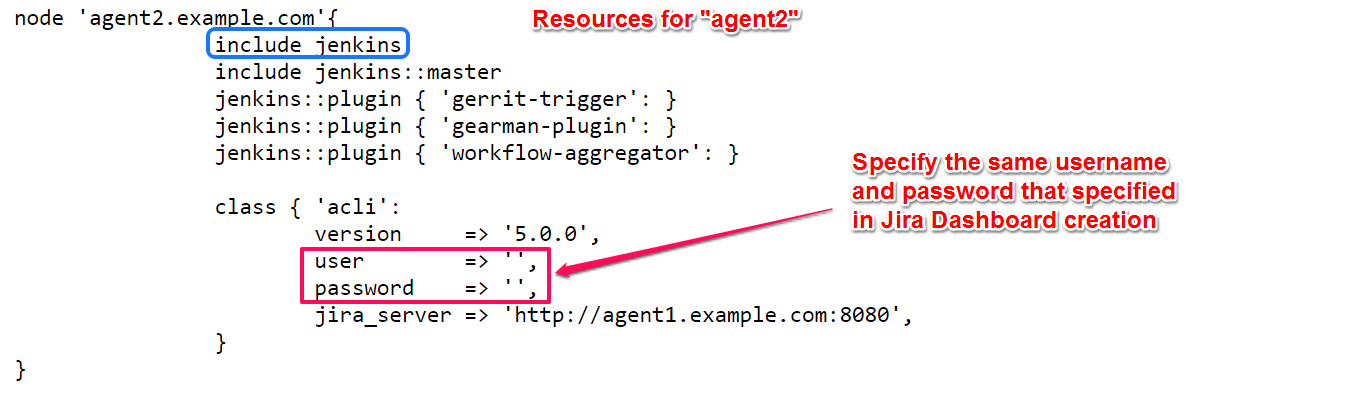 node 'agent2.example.com'{
Resources for "agent2"
include jenkins
include jenkins::master
jenkins::plugin { 'gerrit-trigger': }
jenkins::plugin { 'gearman-plugin': }
jenkins::plugin { 'workflow-aggregator': }
Specify the same username
and password that specified
in Jira Dashboard creation
class { 'acli':
version => '5.0.0',
user => '',
password => '',
jira_server => 'http://agent1.example.com:8080',
}
}